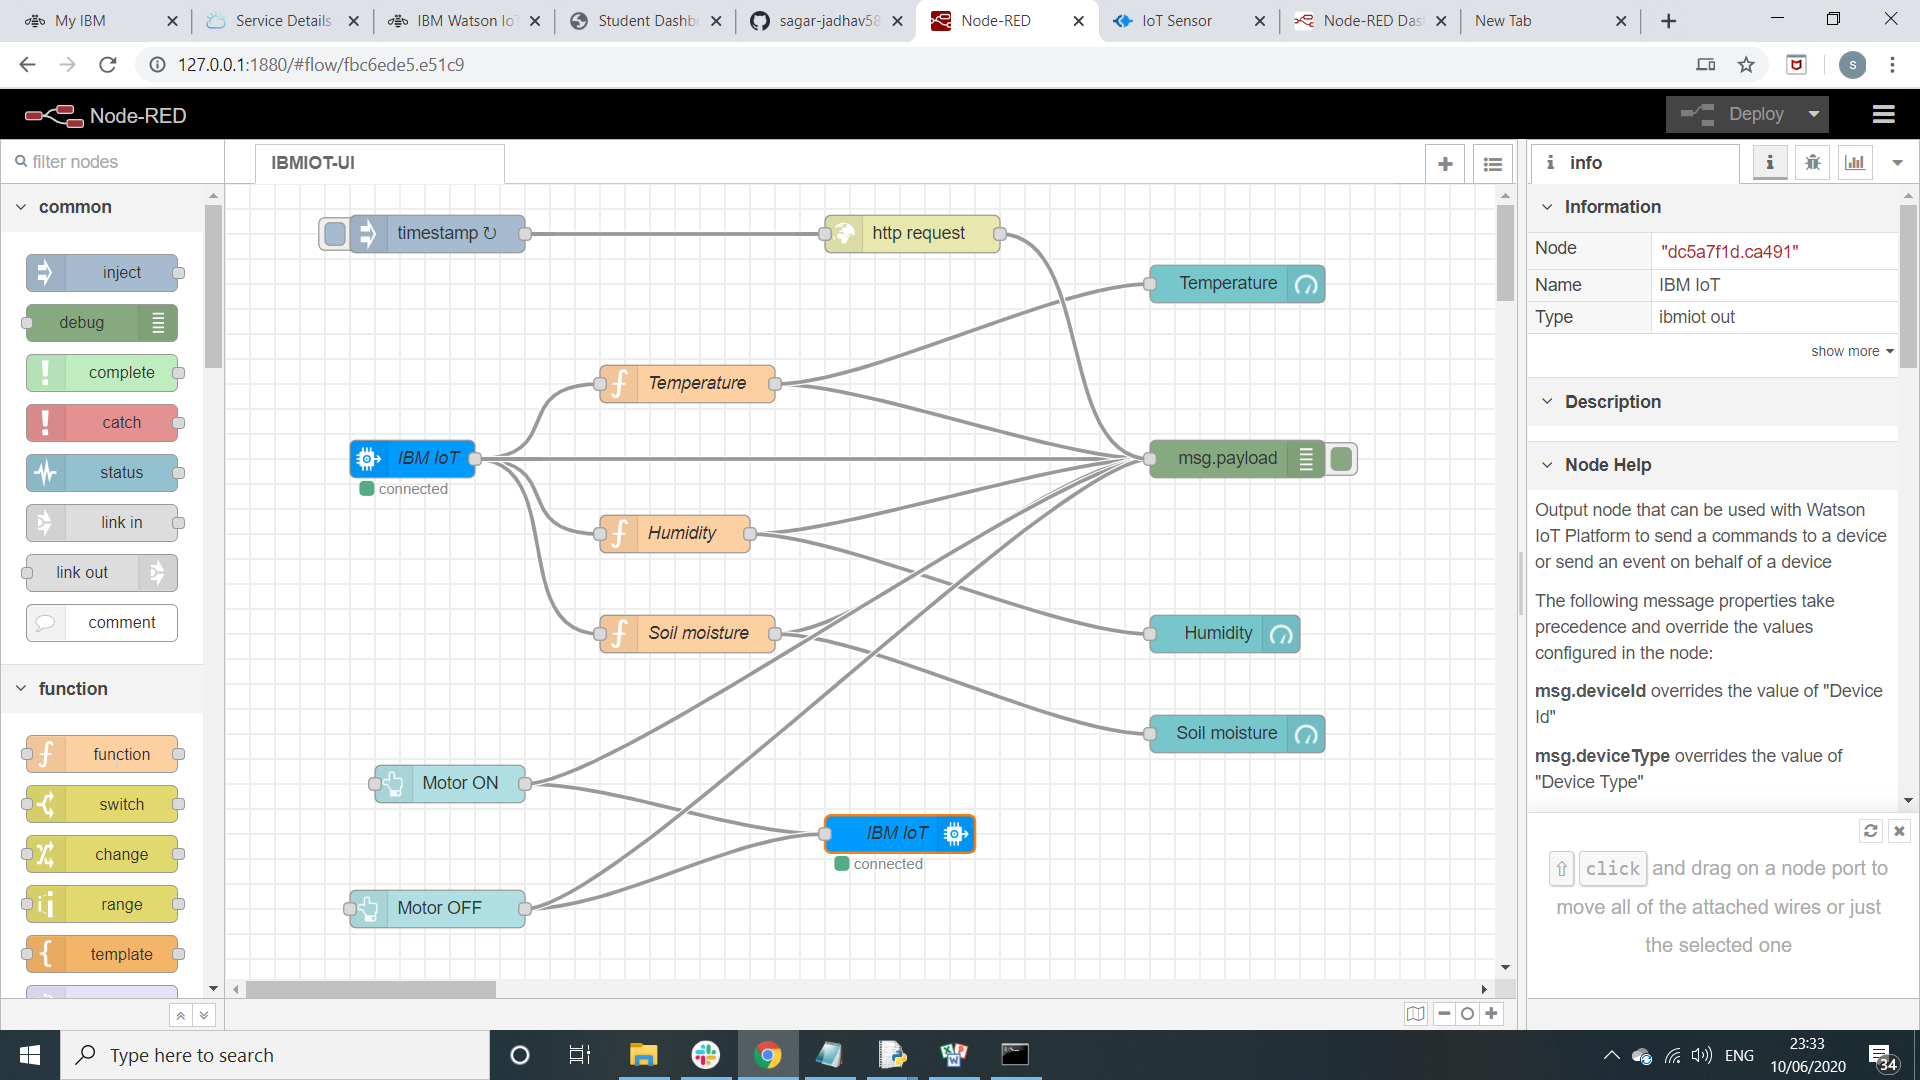 My IBM
Service Details
IBM Watson IoT
Student Dashbo
sagar-jadhav58
Node-RED
IoT Sensor
Node-RED Das
New Tab
127.0.0.1:1880/#flow/fbc6ede5.e51c9
s
Node-RED
Deploy
filter nodes
IBMIOT-UI
info
common
inject
debug
complete
catch
status
link in
link out
comment
function
function
switch
change
range
template
timestamp ↻
http request
Temperature
Temperature
IBM IoT
connected
msg.payload
Humidity
Soil moisture
Humidity
Soil moisture
Motor ON
IBM IoT
connected
Motor OFF
Information
Node "dc5a7f1d.ca491"
Name IBM IoT
Type ibmiot out
show more
Description
Node Help
Output node that can be used with Watson
IoT Platform to send a commands to a device
or send an event on behalf of a device
The following message properties take
precedence and override the values
configured in the node:
msg.deviceId overrides the value of "Device
Id"
msg.deviceType overrides the value of
"Device Type"
⇧ click and drag on a node port to
move all of the attached wires or just
the selected one
Type here to search
ENG
23:33
10/06/2020
34